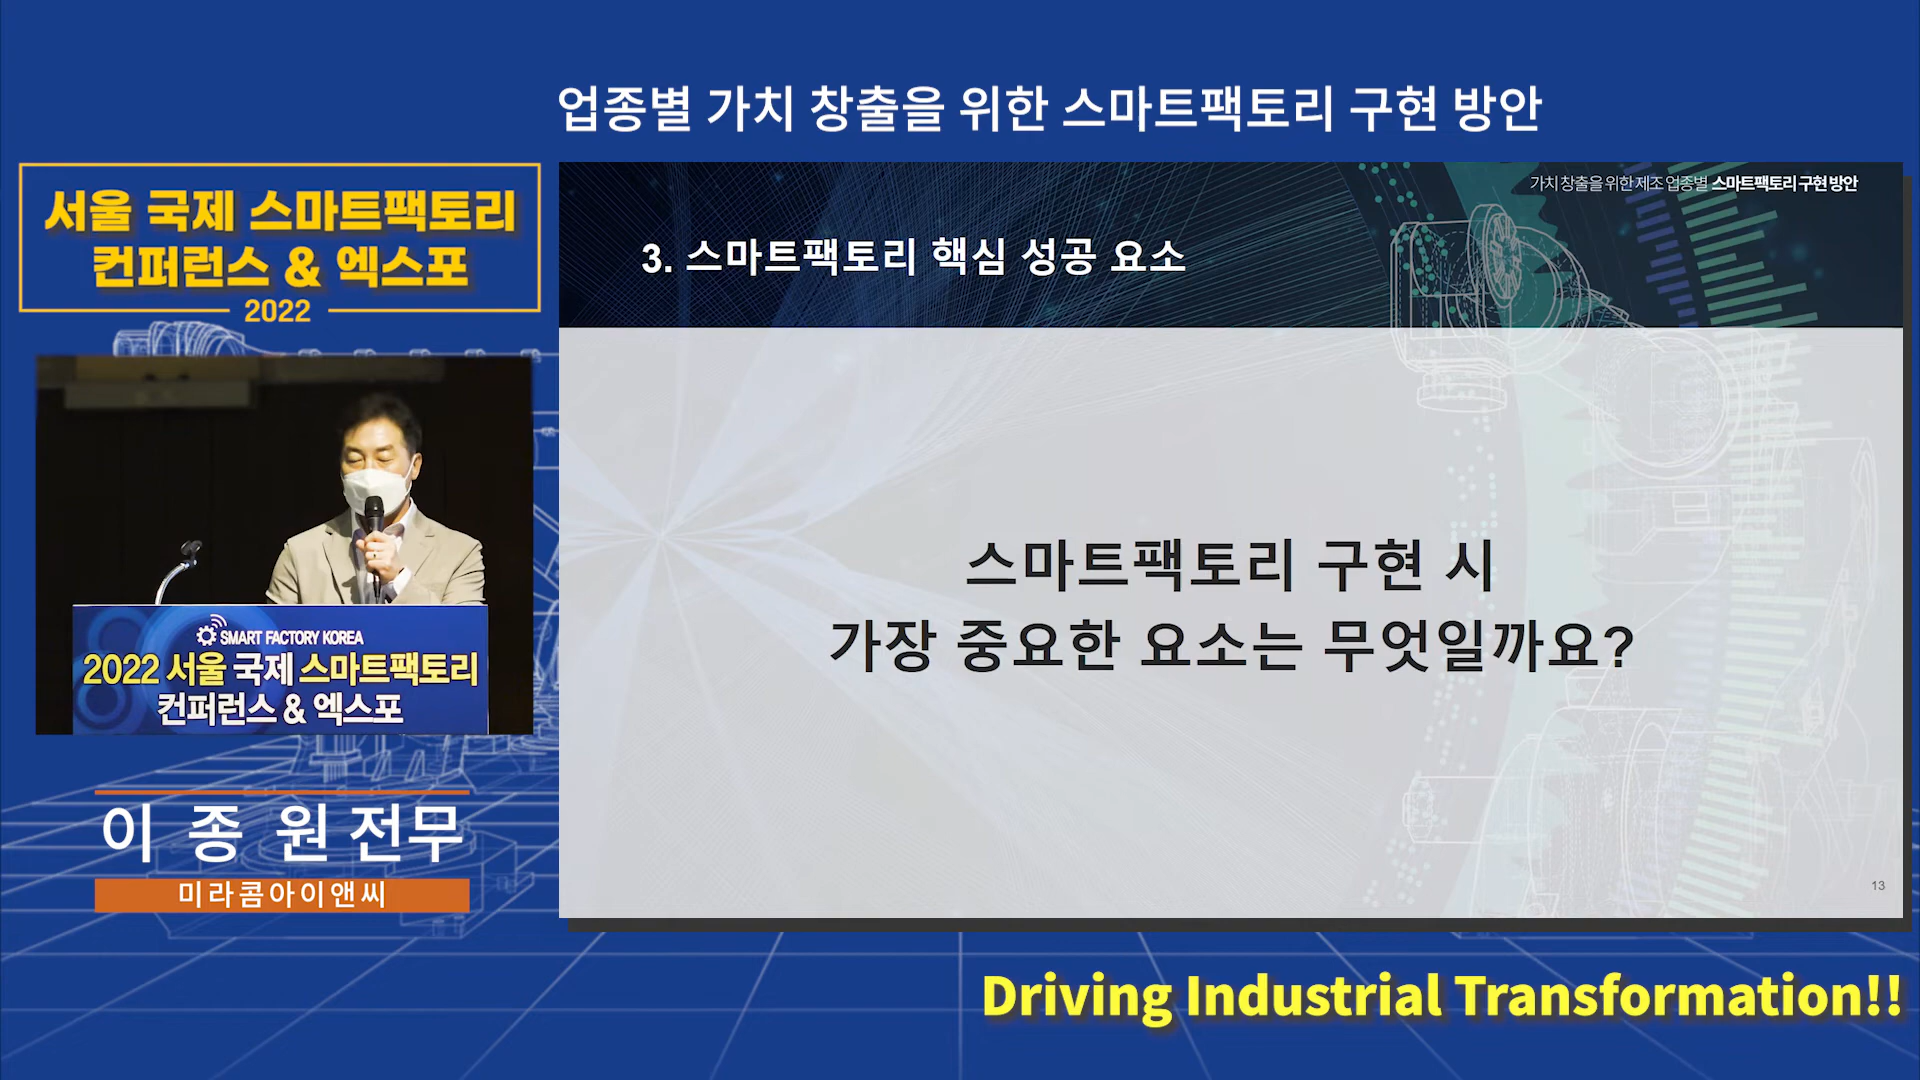 업종별 가치 창출을 위한 스마트팩토리 구현 방안
서울 국제 스마트팩토리
컨퍼런스 & 엑스포
2022
가치 창출을 위한 제조 업종별 스마트팩토리 구현 방안
3. 스마트팩토리 핵심 성공 요소
스마트팩토리 구현 시
가장 중요한 요소는 무엇일까요?
13
SMART FACTORY KOREA
2022 서울 국제 스마트팩토리
컨퍼런스 & 엑스포
이 종 원 전무
미라콤아이앤씨
Driving Industrial Transformation!!